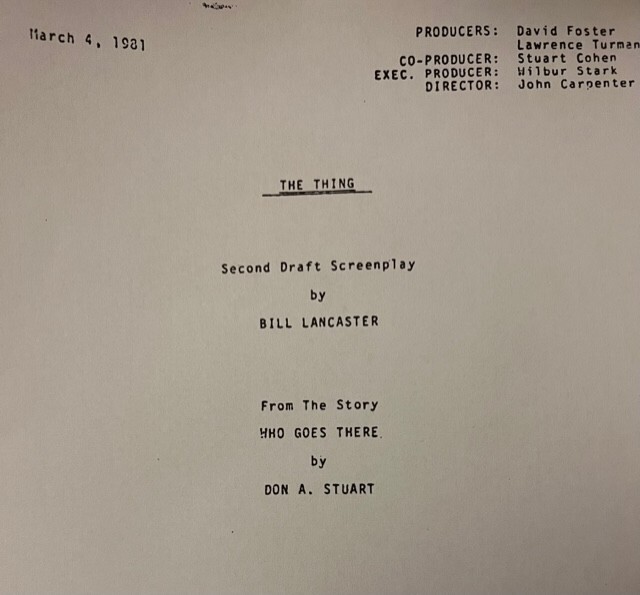 March 4, 1981
PRODUCERS: David Foster
Lawrence Turman
CO-PRODUCER: Stuart Cohen
EXEC. PRODUCER: Wilbur Stark
DIRECTOR: John Carpenter
THE THING
Second Draft Screenplay
by
BILL LANCASTER
From The Story
WHO GOES THERE
by
DON A. STUART